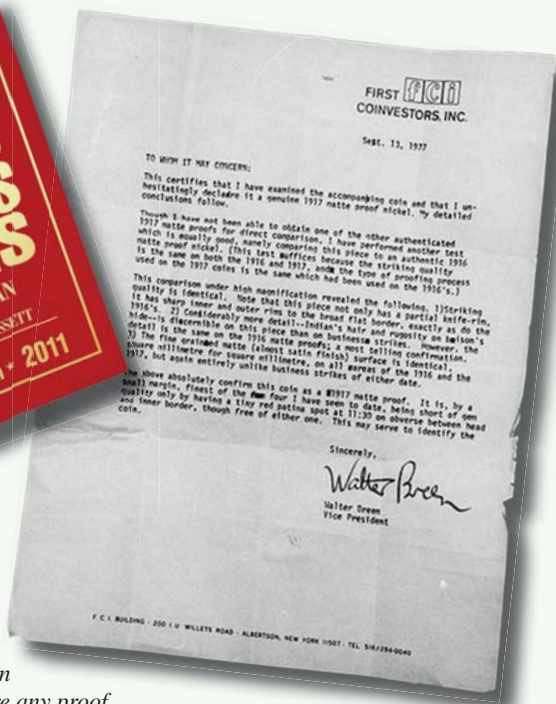 SSETT
2011
FIRST fci
COINVESTORS, INC.
Sept. 13, 1977
TO WHOM IT MAY CONCERN:
This certifies that I have examined the accompanying coin and that I un-
hesitatingly declare it a genuine 1917 matte proof nickel. My detailed
conclusions follow.
Though I have not been able to obtain one of the other authenticated
1917 matte proofs for direct comparison, I have performed another test
which is equally good, namely comparing this piece to an authentic 1916
matte proof nickel. (This test suffices because the striking quality
is the same on both the 1916 and 1917, and the type of proofing process
used on the 1917 coins is the same which had been used on the 1916's.)
This comparison under high magnification revealed the following. 1)Striking
quality is identical. Note that this piece not only has a partial knife-rim,
it has sharp inner and outer rims to the broad flat border, exactly as do the
1916's. 2) Considerably more detail--Indian's hair and rugosity on bison's
hide--is discernible on this piece than on business strikes. However, the
detail is the same on the 1916 matte proofs; a most telling confirmation.
3) The fine grained matte (almost satin finish) surface is identical,
square millimetre for square millimetre, on all areas of the 1916 and the
1917, but again entirely unlike business strikes of either date.
The above absolutely confirm this coin as a 1917 matte proof. It is, by a
small margin, finest of the four I have seen to date, being short of gem
quality only by having a tiny red patina spot at 11:30 on obverse between head
and inner border, though free of either one. This may serve to identify the
coin.
Sincerely,
Walter Breen
Walter Breen
Vice President
F.C.I. BUILDING - 200 I.U. WILLETS ROAD - ALBERTSON, NEW YORK 11507 - TEL 516/294-0040
n
re any proof